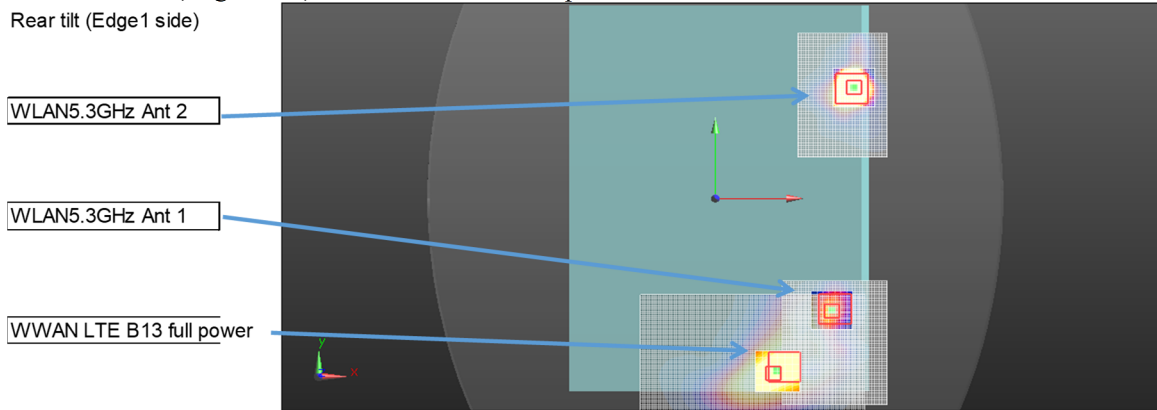 Rear tilt (Edge1 side)
WLAN5.3GHz Ant 2
WLAN5.3GHz Ant 1
WWAN LTE B13 full power
y
x